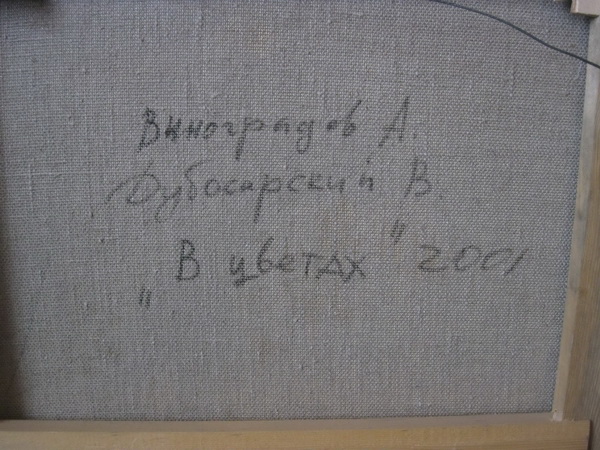 Виноградов А.
Дубосарский В.
„ В цветах " 2001